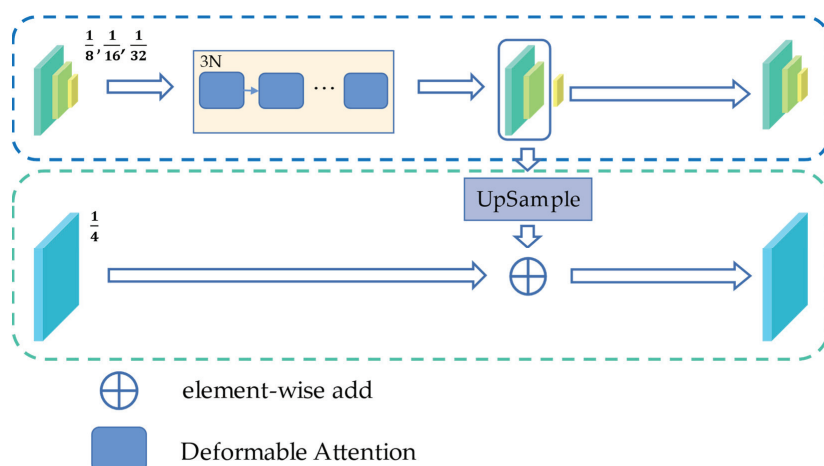 1/8, 1/16, 1/32
3N
...
UpSample
1/4
element-wise add
Deformable Attention